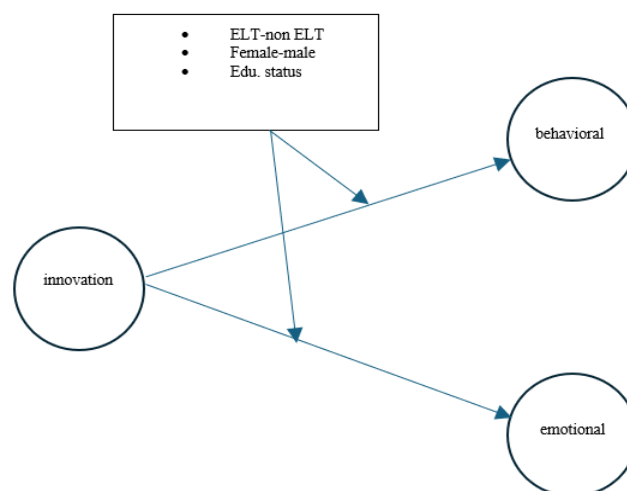 • ELT-non ELT
• Female-male
• Edu. status
behavioral
innovation
emotional